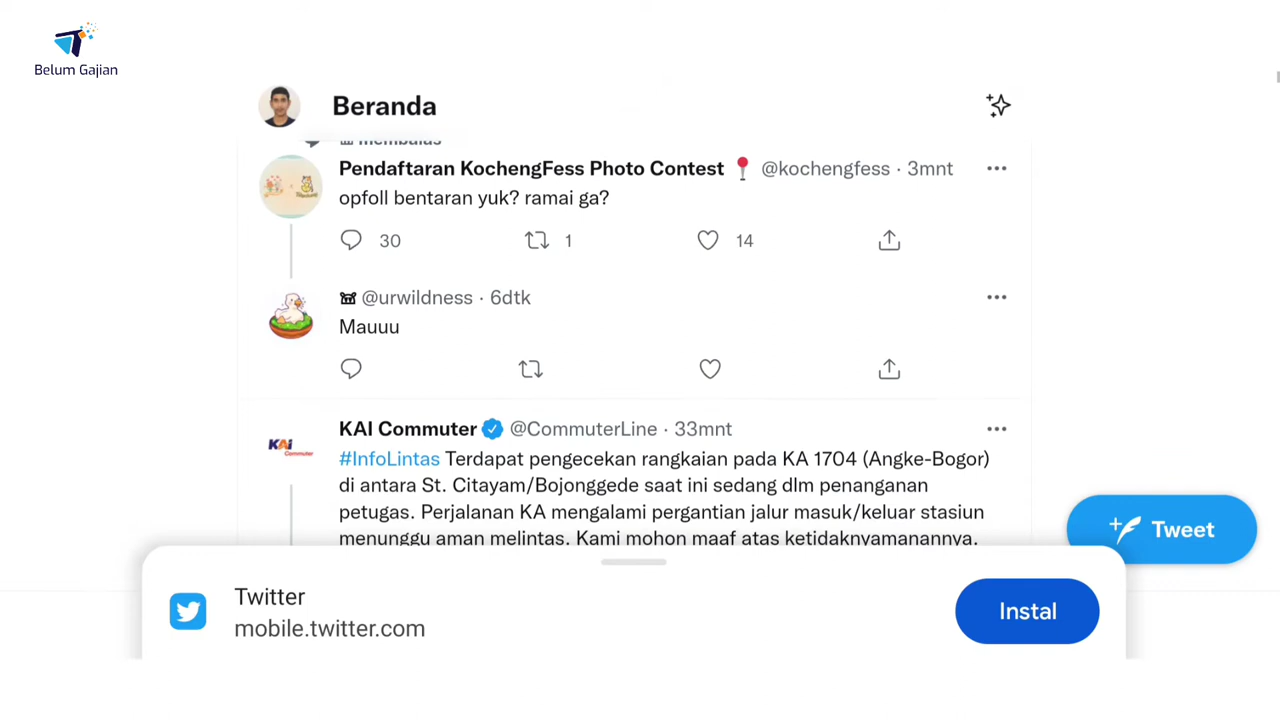 Belum Gajian
Beranda
membalas
Pendaftaran KochengFess Photo Contest 📍 @kochengfess · 3mnt
opfoll bentaran yuk? ramai ga?
30 1 14
@urwildness · 6dtk
Mauuu
KAI Commuter @CommuterLine · 33mnt
KAI Commuter
#InfoLintas Terdapat pengecekan rangkaian pada KA 1704 (Angke-Bogor)
di antara St. Citayam/Bojonggede saat ini sedang dlm penanganan
petugas. Perjalanan KA mengalami pergantian jalur masuk/keluar stasiun
menunggu aman melintas. Kami mohon maaf atas ketidaknyamanannya.
Tweet
Twitter
mobile.twitter.com
Instal